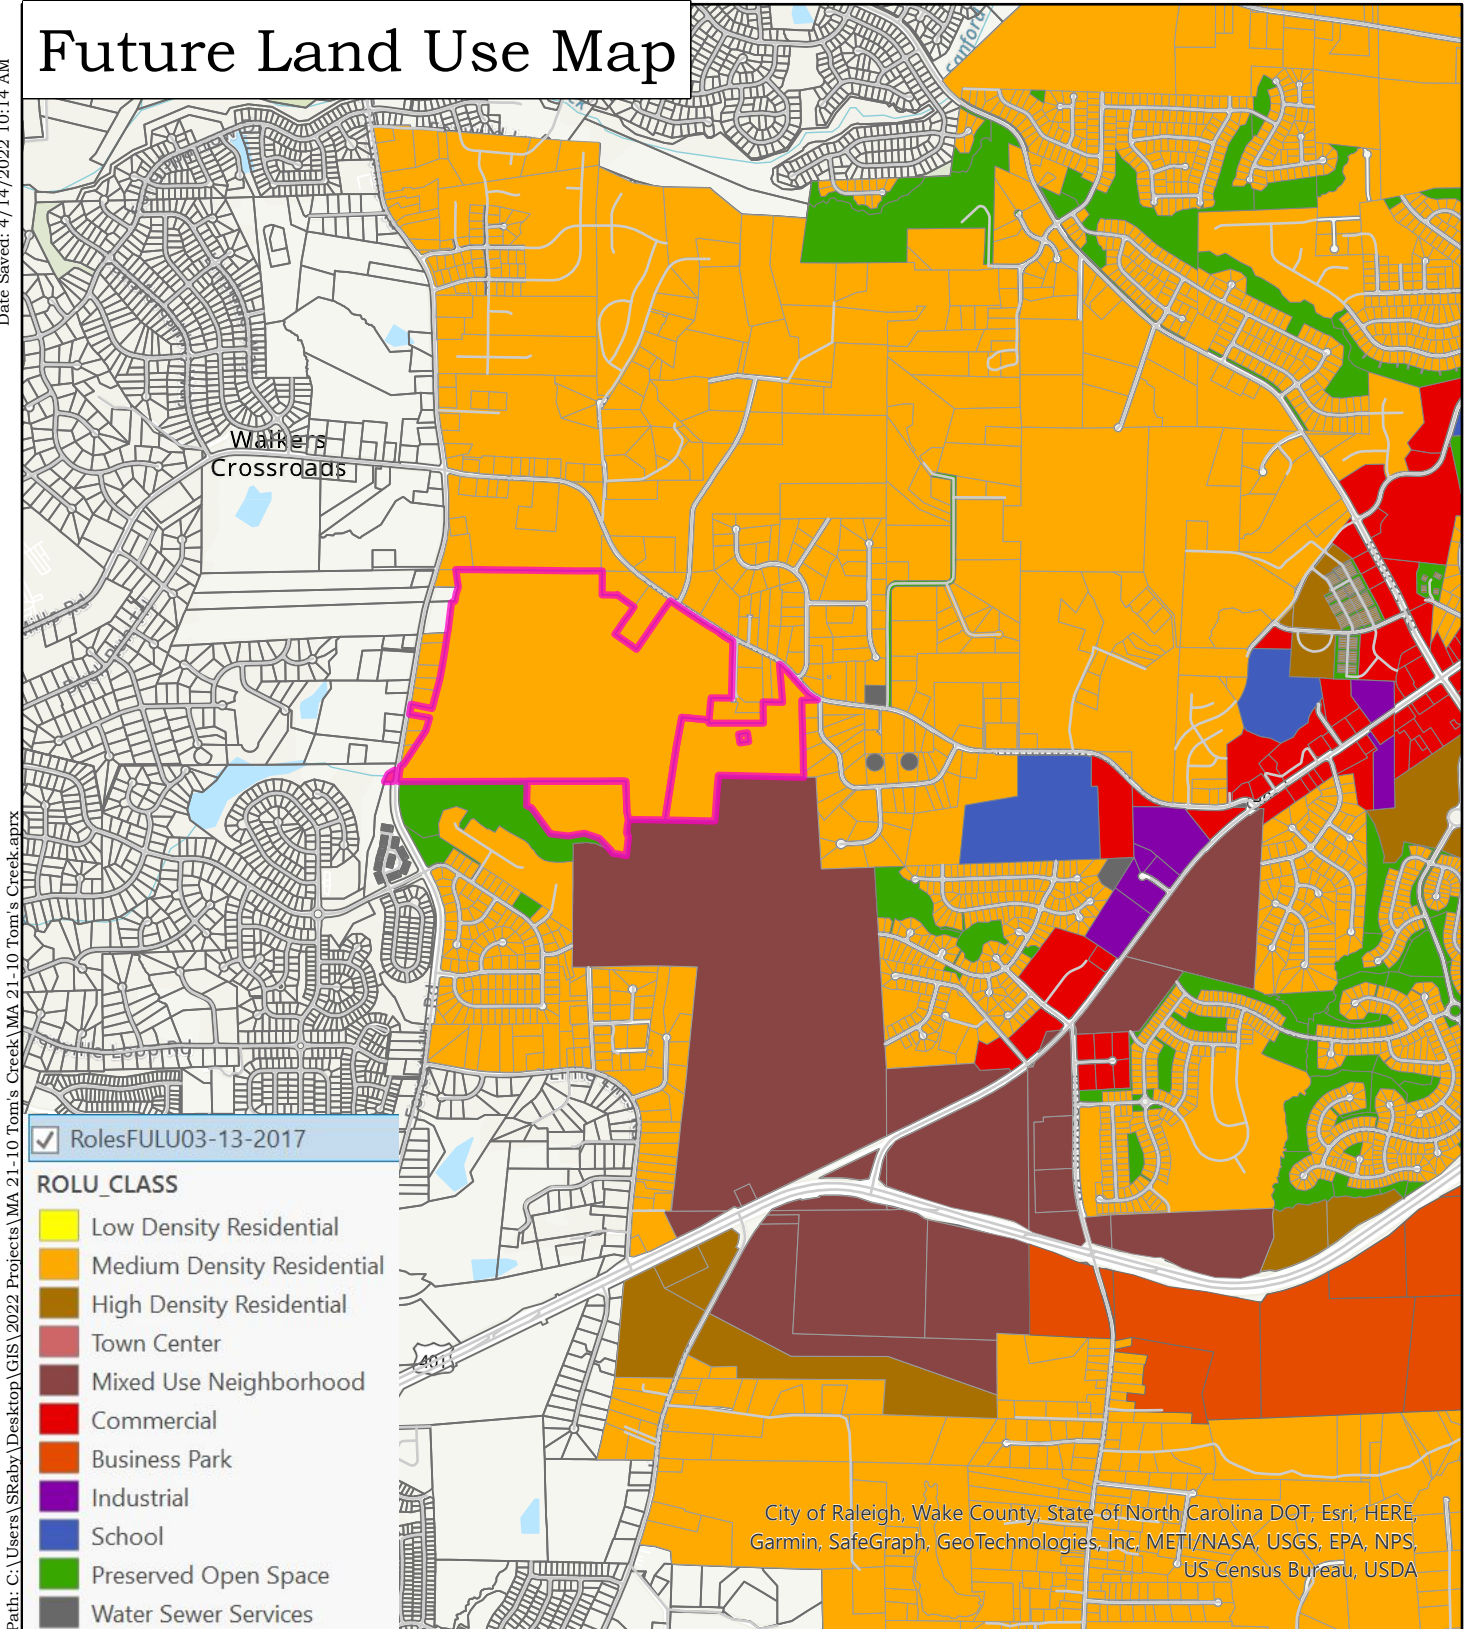 Future Land Use Map
Date Saved: 4/14/2022 10:14 AM
Path: C:\Users\SRaby\Desktop\GIS\2022 Projects\MA 21-10 Tom's Creek\MA 21-10 Tom's Creek.aprx
Sanford
Walkers
Crossroads
401
RolesFULU03-13-2017
ROLU_CLASS
Low Density Residential
Medium Density Residential
High Density Residential
Town Center
Mixed Use Neighborhood
Commercial
Business Park
Industrial
School
Preserved Open Space
Water Sewer Services
City of Raleigh, Wake County, State of North Carolina DOT, Esri, HERE,
Garmin, SafeGraph, GeoTechnologies, Inc, METI/NASA, USGS, EPA, NPS,
US Census Bureau, USDA